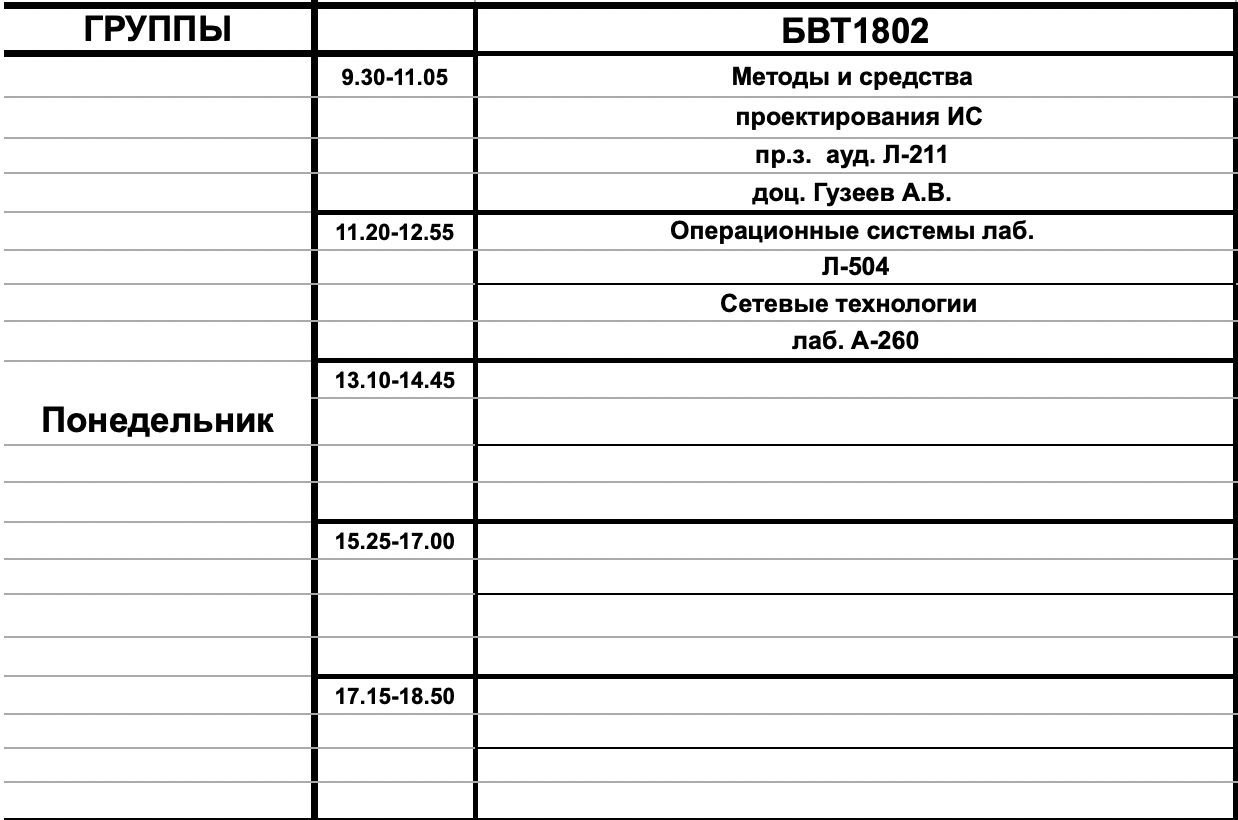 ГРУППЫ БВТ1802
9.30-11.05 Методы и средства
проектирования ИС
пр.з. ауд. Л-211
доц. Гузеев А.В.
11.20-12.55 Операционные системы лаб.
Л-504
Сетевые технологии
лаб. А-260
13.10-14.45
Понедельник
15.25-17.00
17.15-18.50